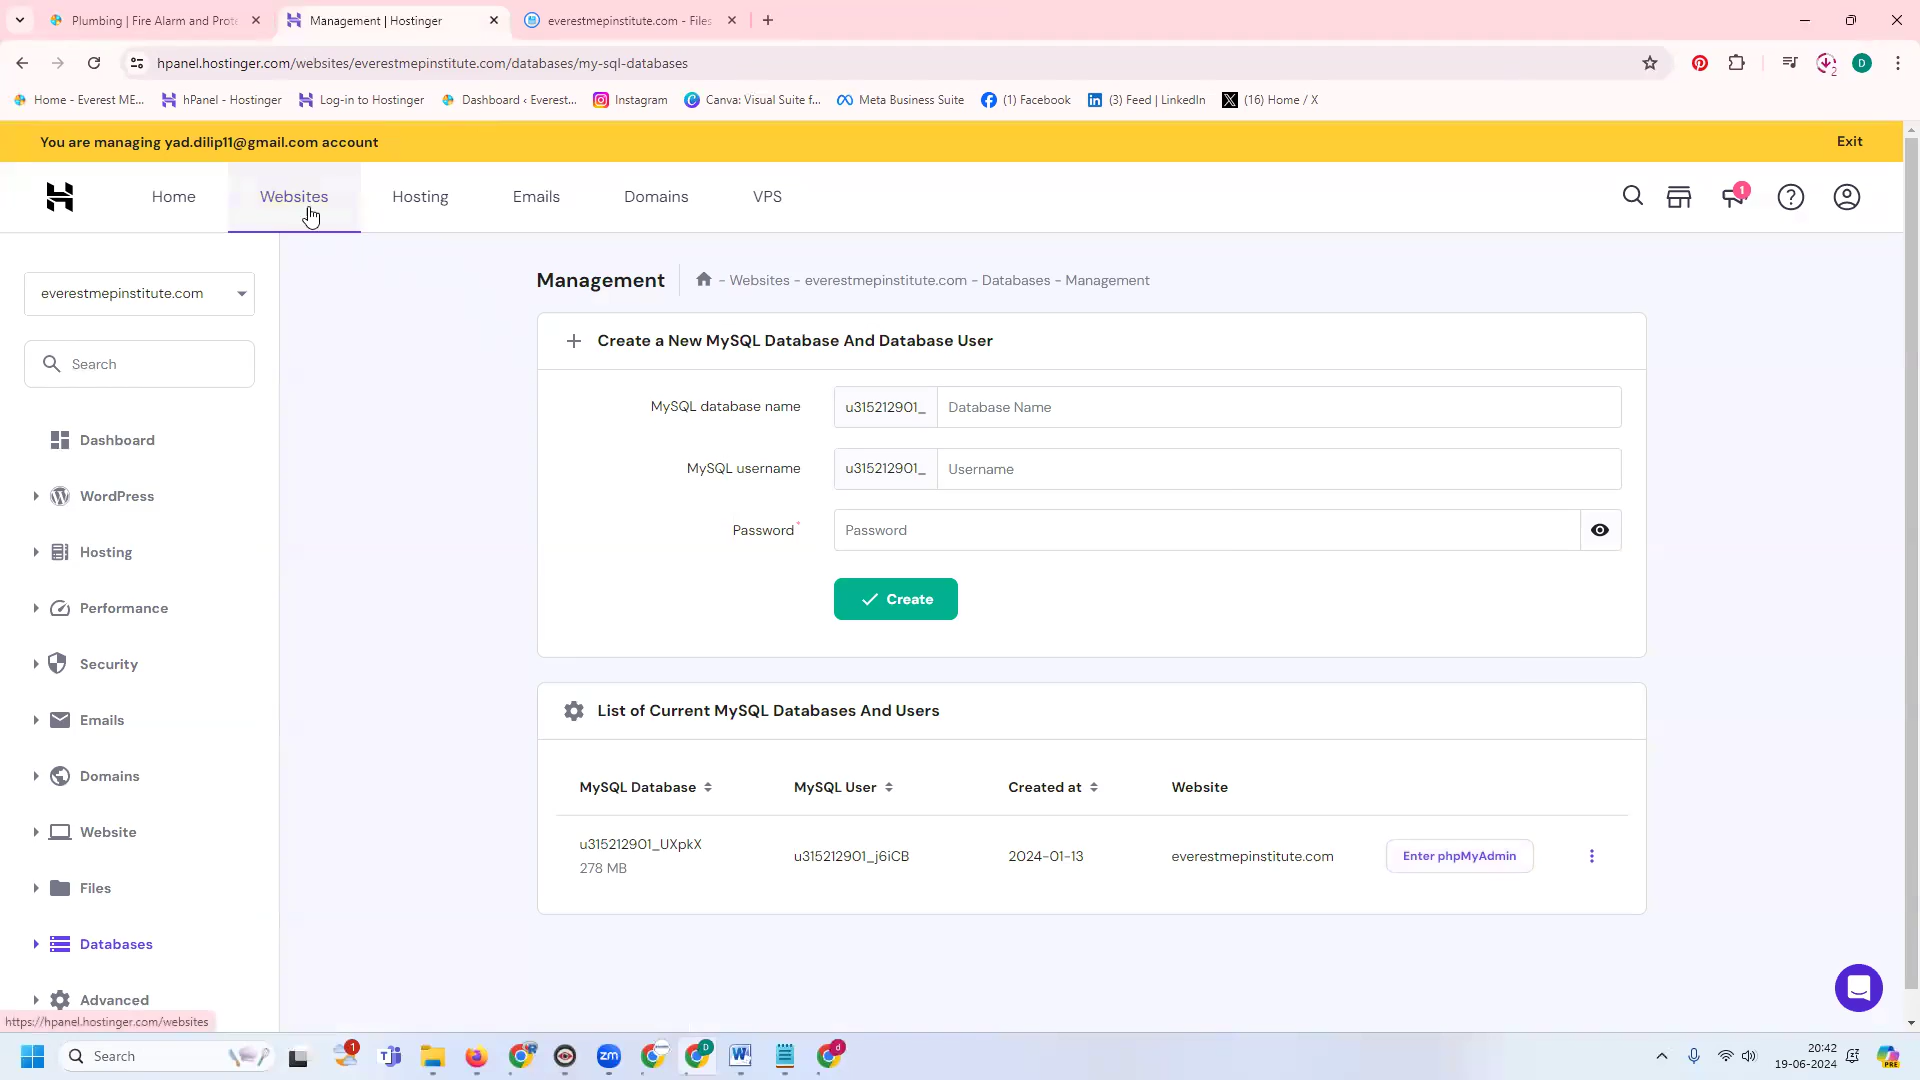 Plumbing | Fire Alarm and Prote
Management | Hostinger
everestmepinstitute.com - Files
hpanel.hostinger.com/websites/everestmepinstitute.com/databases/my-sql-databases
2
D
Home - Everest ME...
hPanel - Hostinger
Log-in to Hostinger
Dashboard ‹ Everest...
Instagram
Canva: Visual Suite f...
Meta Business Suite
(1) Facebook
(3) Feed | LinkedIn
(16) Home / X
You are managing yad.dilip11@gmail.com account
Exit
Home
Websites
Hosting
Emails
Domains
VPS
1
everestmepinstitute.com
Search
Dashboard
WordPress
Hosting
Performance
Security
Emails
Domains
Website
Files
Databases
Advanced
Management
- Websites - everestmepinstitute.com - Databases - Management
Create a New MySQL Database And Database User
MySQL database name
u315212901_
Database Name
MySQL username
u315212901_
Username
Password*
Password
Create
List of Current MySQL Databases And Users
MySQL Database
MySQL User
Created at
Website
u315212901_UXpkX
278 MB
u315212901_j6iCB
2024-01-13
everestmepinstitute.com
Enter phpMyAdmin
https://hpanel.hostinger.com/websites
Search
1
zm
D
d
20:42
19-06-2024
PRE